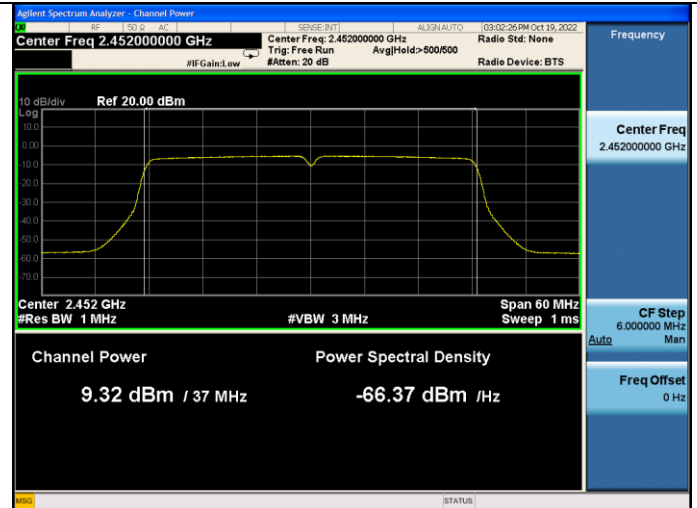 Agilent Spectrum Analyzer - Channel Power
LXI RF 50 Ω AC SENSE:INT ALIGN AUTO 03:02:26 PM Oct 19, 2022
Center Freq 2.452000000 GHz
Center Freq: 2.452000000 GHz
Radio Std: None
Trig: Free Run Avg|Hold:>500/500
#IFGain:Low #Atten: 20 dB Radio Device: BTS
10 dB/div Ref 20.00 dBm
Log
10.0
0.00
-10.0
-20.0
-30.0
-40.0
-50.0
-60.0
-70.0
Center 2.452 GHz Span 60 MHz
#Res BW 1 MHz #VBW 3 MHz Sweep 1 ms
Channel Power Power Spectral Density
9.32 dBm / 37 MHz -66.37 dBm /Hz
Frequency
Center Freq
2.452000000 GHz
CF Step
6.000000 MHz
Auto Man
Freq Offset
0 Hz
MSG STATUS